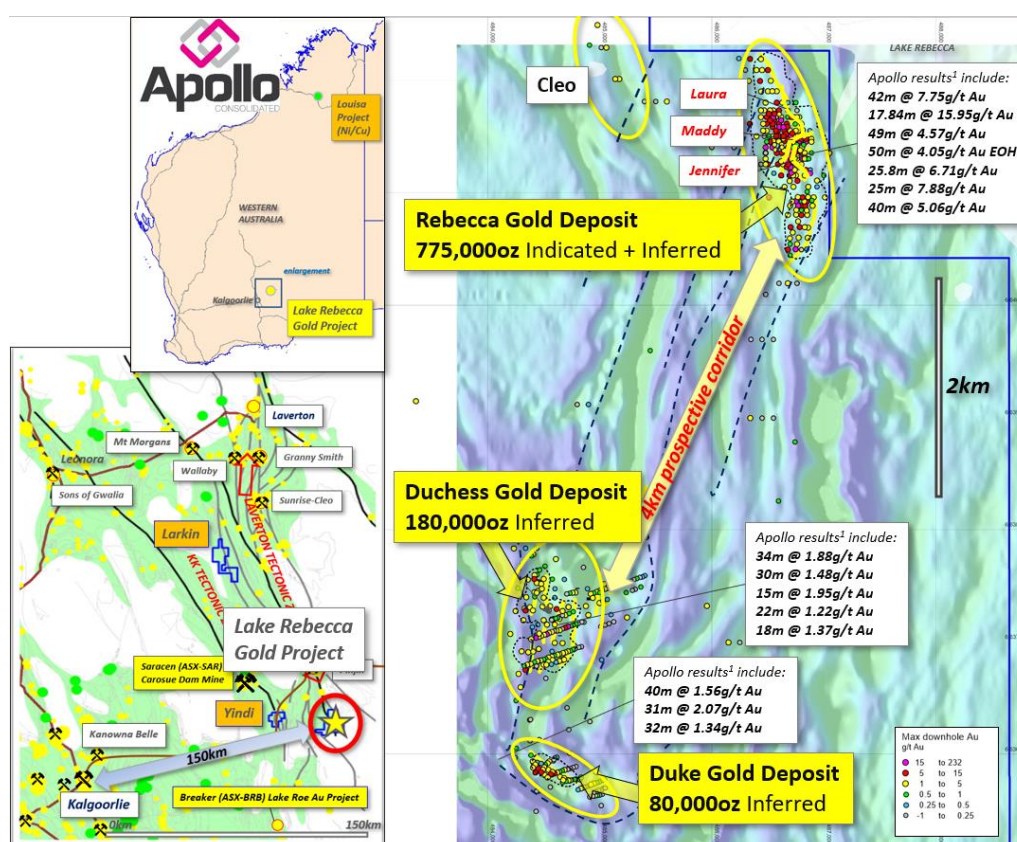 Apollo
CONSOLIDATED
Louisa
Project
(Ni/Cu)
WESTERN
AUSTRALIA
enlargement
Kalgoorlie
Lake Rebecca
Gold Project
Laverton
Mt Morgans
Leonora
Wallaby
Granny Smith
Sons of Gwalia
Sunrise-Cleo
Larkin
LAVERTON TECTONIC
KK TECTONIC
Lake Rebecca
Gold Project
Saracen (ASX-SAR)
Carosue Dam Mine
Yindi
Kanowna Belle
150km
Kalgoorlie
Breaker (ASX-BRB) Lake Roe Au Project
0km
150km
Cleo
LAKE REBECCA
Laura
Maddy
Jennifer
Apollo results1 include:
42m @ 7.75g/t Au
17.84m @ 15.95g/t Au
49m @ 4.57g/t Au
50m @ 4.05g/t Au EOH
25.8m @ 6.71g/t Au
25m @ 7.88g/t Au
40m @ 5.06g/t Au
Rebecca Gold Deposit
775,000oz Indicated + Inferred
4km prospective corridor
2km
Duchess Gold Deposit
180,000oz Inferred
Apollo results1 include:
34m @ 1.88g/t Au
30m @ 1.48g/t Au
15m @ 1.95g/t Au
22m @ 1.22g/t Au
18m @ 1.37g/t Au
Apollo results1 include:
40m @ 1.56g/t Au
31m @ 2.07g/t Au
32m @ 1.34g/t Au
Duke Gold Deposit
80,000oz Inferred
Max downhole Au
g/t Au
15 to 232
5 to 15
1 to 5
0.5 to 1
0.25 to 0.5
-1 to 0.25